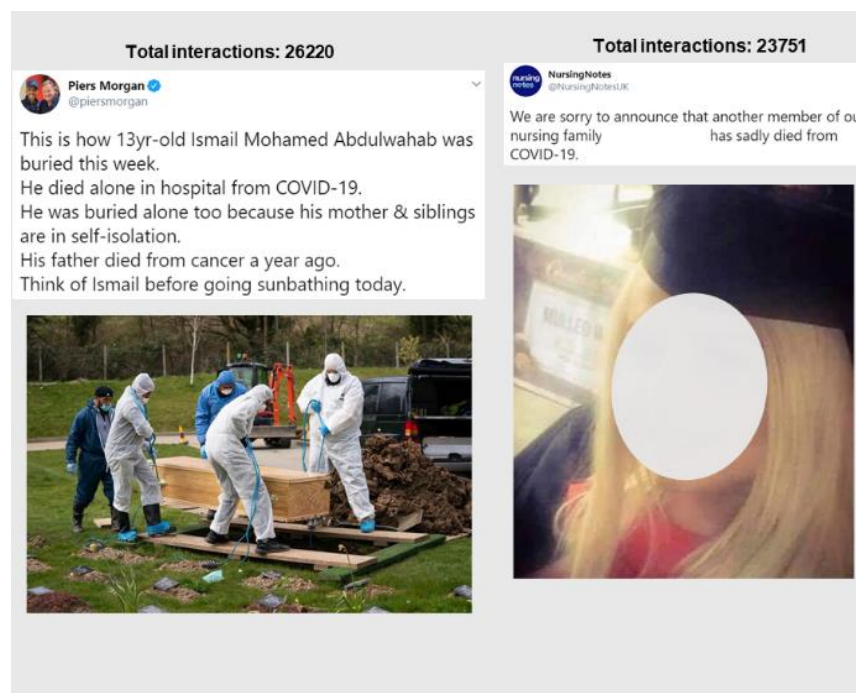 Total interactions: 26220
Piers Morgan
@piersmorgan
This is how 13yr-old Ismail Mohamed Abdulwahab was
buried this week.
He died alone in hospital from COVID-19.
He was buried alone too because his mother & siblings
are in self-isolation.
His father died from cancer a year ago.
Think of Ismail before going sunbathing today.
Total interactions: 23751
nursing
notes
NursingNotes
@NursingNotesUK
We are sorry to announce that another member of ou
nursing family has sadly died from
COVID-19.